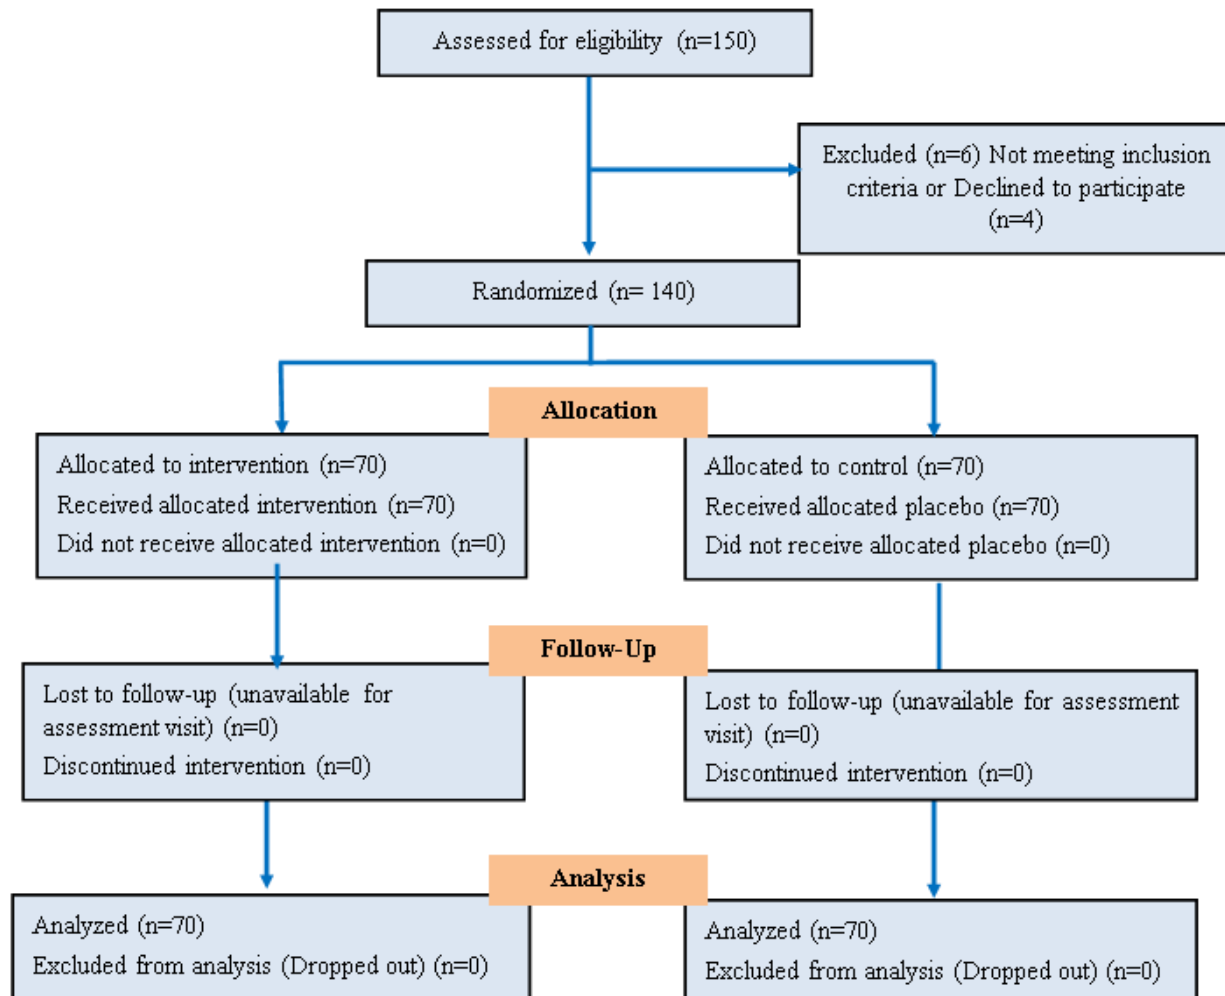 Assessed for eligibility (n=150)
Excluded (n=6) Not meeting inclusion
criteria or Declined to participate
(n=4)
Randomized (n= 140)
Allocation
Allocated to intervention (n=70)
Received allocated intervention (n=70)
Did not receive allocated intervention (n=0)
Allocated to control (n=70)
Received allocated placebo (n=70)
Did not receive allocated placebo (n=0)
Follow-Up
Lost to follow-up (unavailable for
assessment visit) (n=0)
Discontinued intervention (n=0)
Lost to follow-up (unavailable for assessment
visit) (n=0)
Discontinued intervention (n=0)
Analysis
Analyzed (n=70)
Excluded from analysis (Dropped out) (n=0)
Analyzed (n=70)
Excluded from analysis (Dropped out) (n=0)